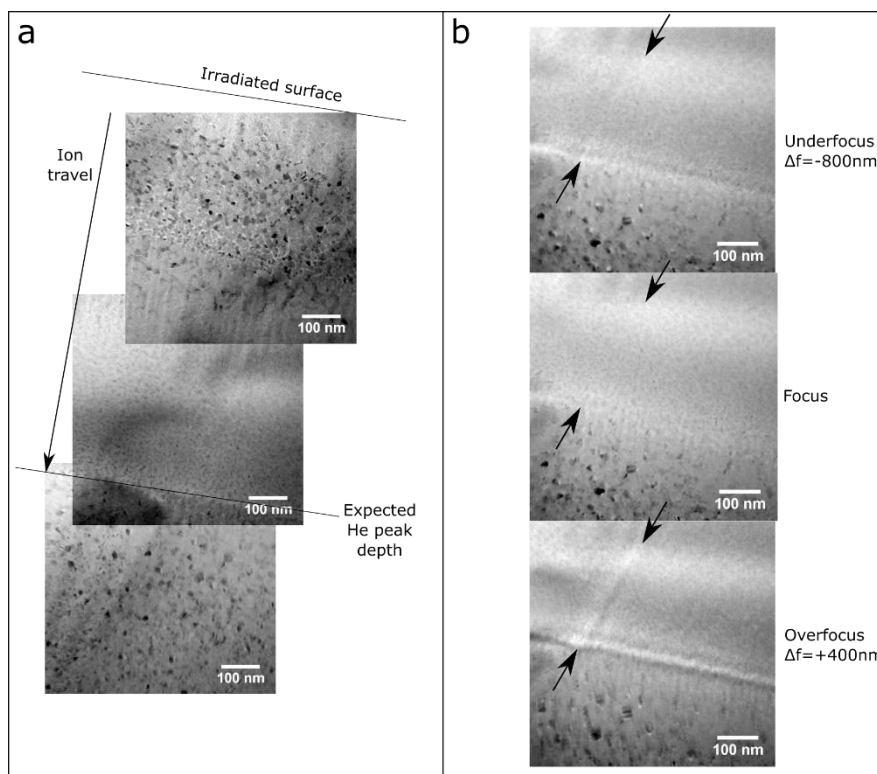 a
Irradiated surface
Ion
travel
100 nm
100 nm
Expected
He peak
depth
100 nm
b
Underfocus
Δf=-800nm
100 nm
Focus
100 nm
Overfocus
Δf=+400nm
100 nm